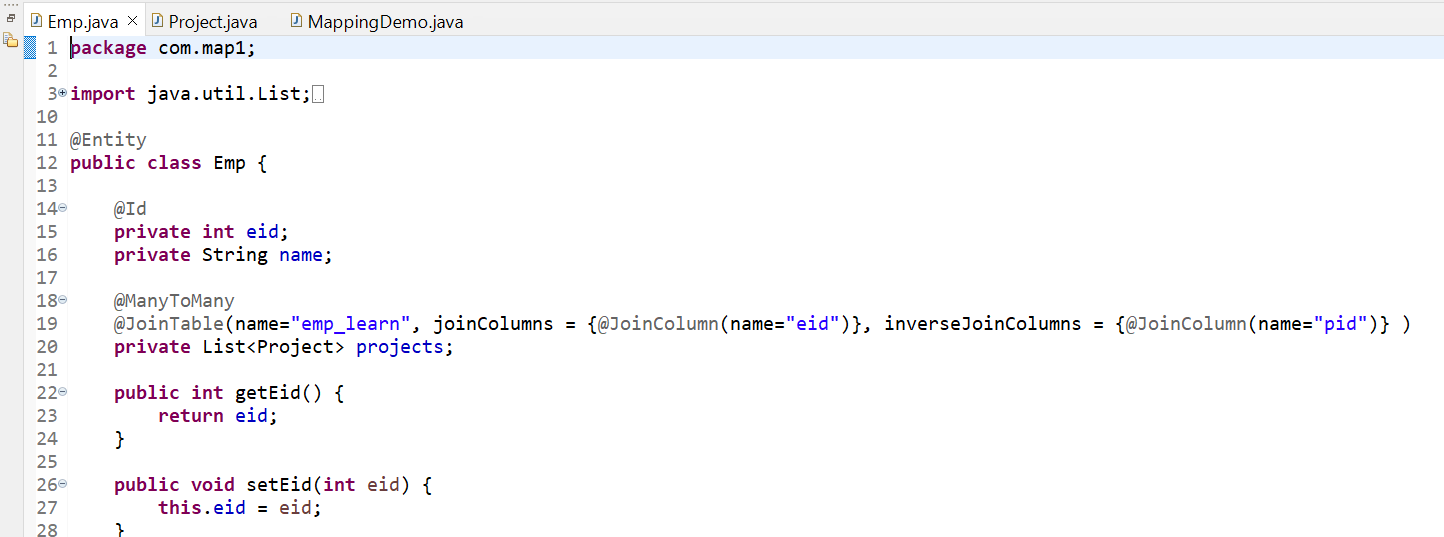 Emp.java Project.java MappingDemo.java
1 package com.map1;
2
3 import java.util.List;
10
11 @Entity
12 public class Emp {
13
14 @Id
15 private int eid;
16 private String name;
17
18 @ManyToMany
19 @JoinTable(name="emp_learn", joinColumns = {@JoinColumn(name="eid")}, inverseJoinColumns = {@JoinColumn(name="pid")} )
20 private List<Project> projects;
21
22 public int getEid() {
23 return eid;
24 }
25
26 public void setEid(int eid) {
27 this.eid = eid;
28 }